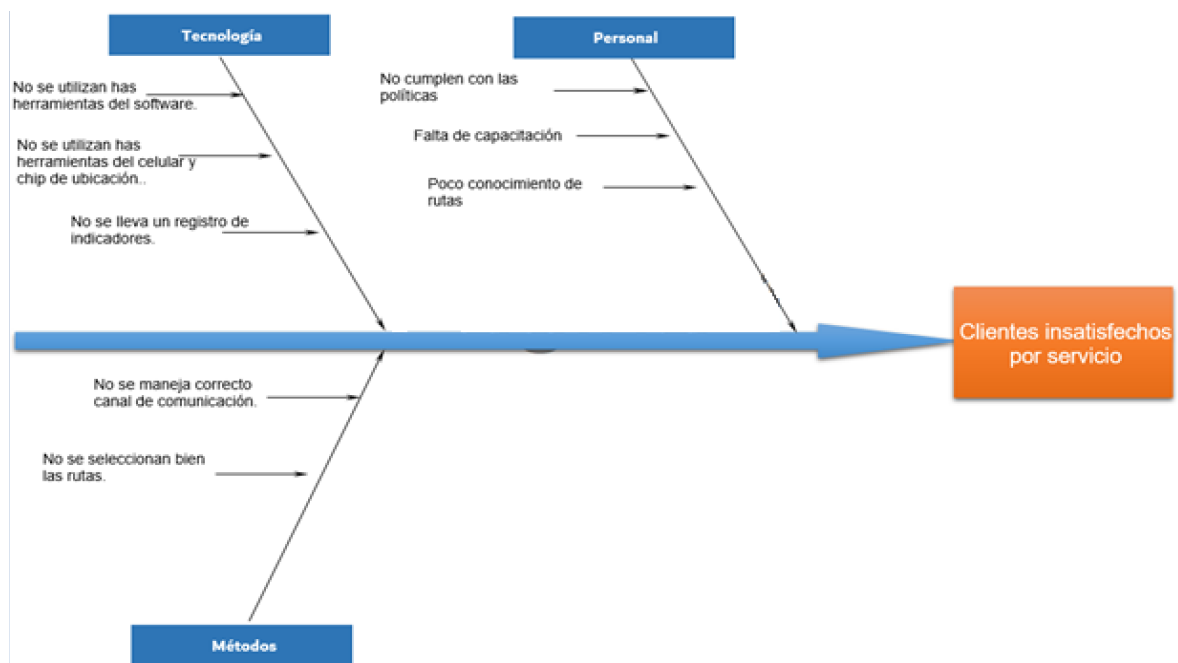 Tecnología
No se utilizan has
herramientas del software.
No se utilizan has
herramientas del celular y
chip de ubicación..
No se lleva un registro de
indicadores.
Personal
No cumplen con las
políticas
Falta de capacitación
Poco conocimiento de
rutas
Clientes insatisfechos
por servicio
No se maneja correcto
canal de comunicación.
No se seleccionan bien
las rutas.
Métodos